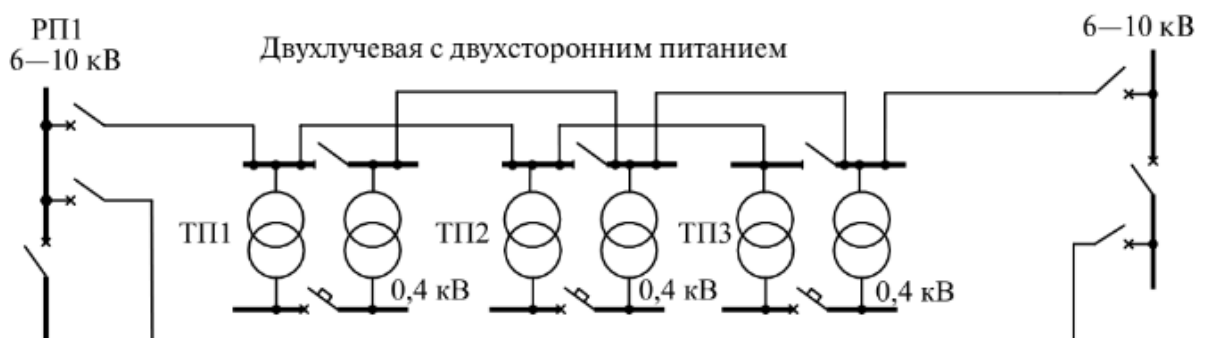 РП1
6—10 кВ
Двухлучевая с двухсторонним питанием
6—10 кВ
ТП1
ТП2
ТП3
0,4 кВ
0,4 кВ
0,4 кВ